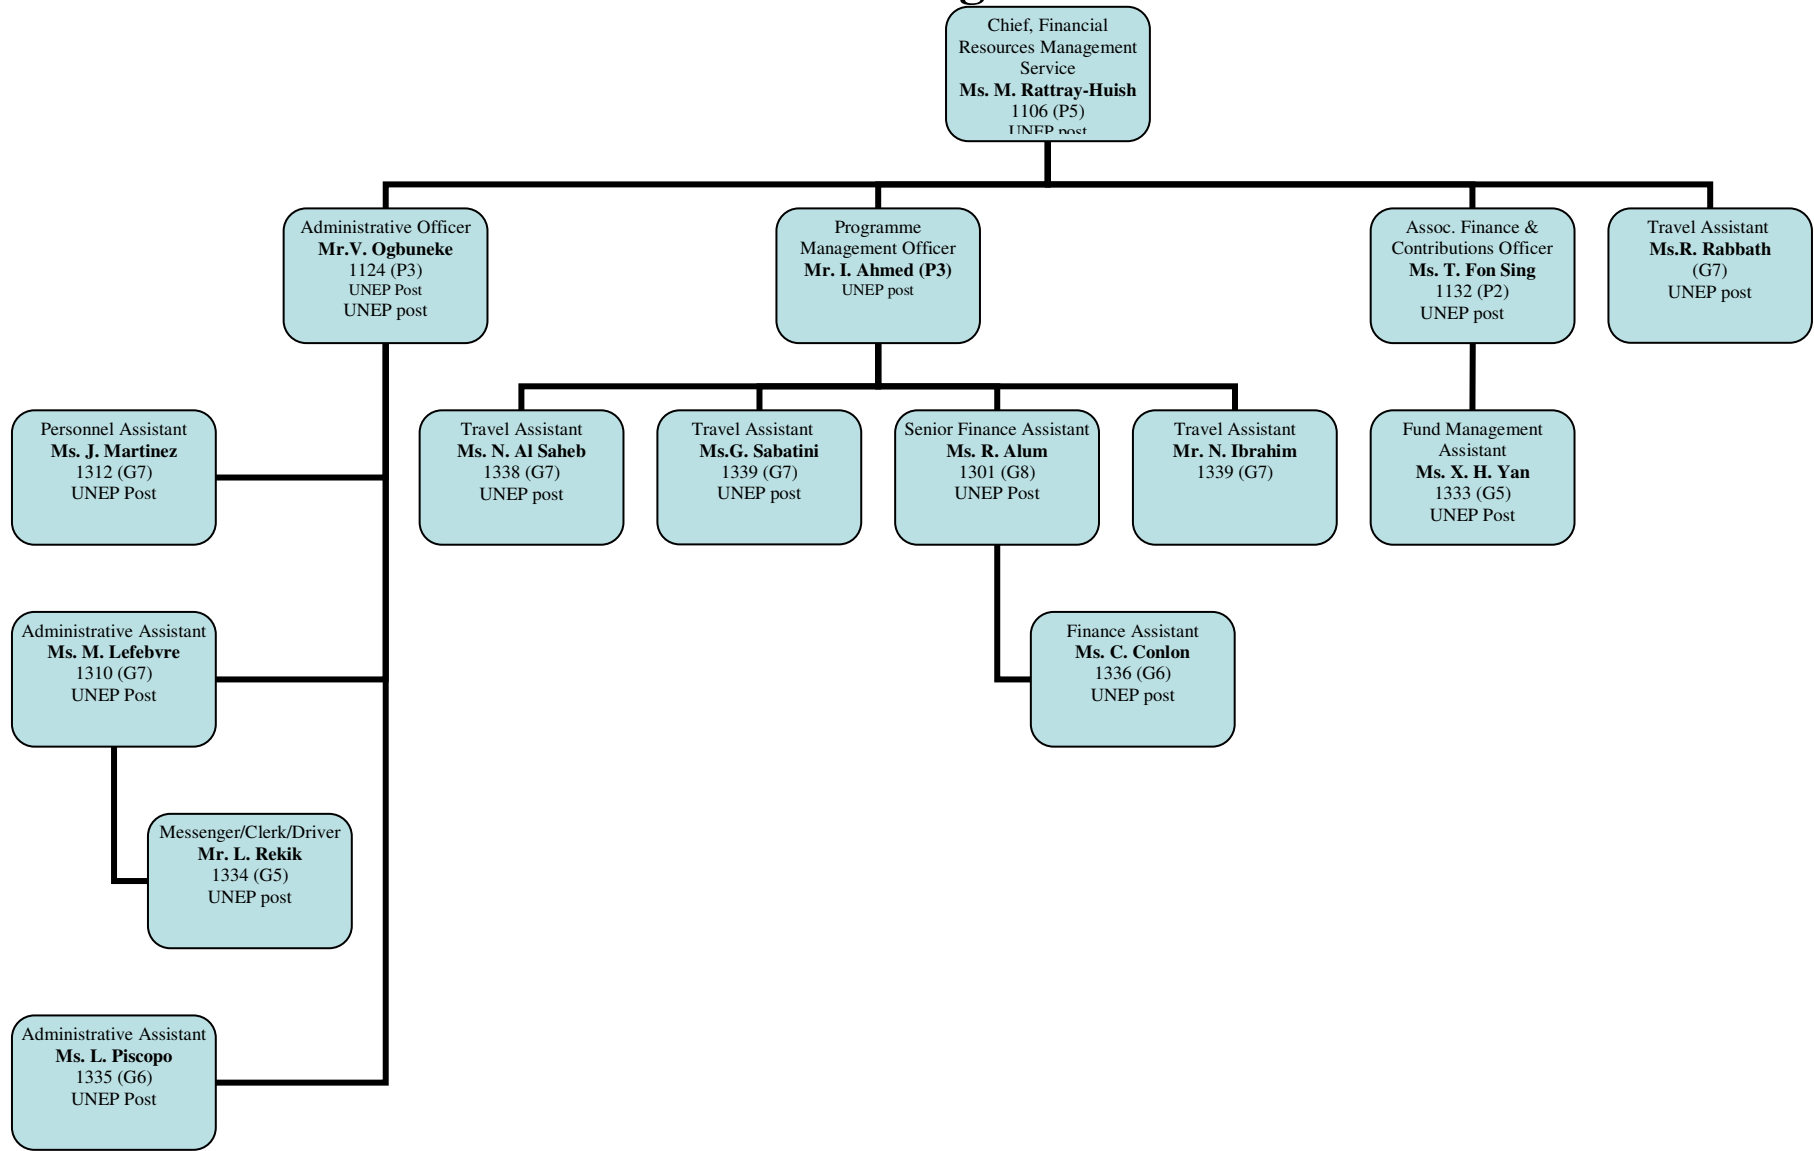 Chief, Financial
Resources Management
Service
Ms. M. Rattray-Huish
1106 (P5)
UNEP post
Administrative Officer
Mr.V. Ogbuneke
1124 (P3)
UNEP Post
UNEP post
Programme
Management Officer
Mr. I. Ahmed (P3)
UNEP post
Assoc. Finance &
Contributions Officer
Ms. T. Fon Sing
1132 (P2)
UNEP post
Travel Assistant
Ms.R. Rabbath
(G7)
UNEP post
Personnel Assistant
Ms. J. Martinez
1312 (G7)
UNEP Post
Travel Assistant
Ms. N. Al Saheb
1338 (G7)
UNEP post
Travel Assistant
Ms.G. Sabatini
1339 (G7)
UNEP post
Senior Finance Assistant
Ms. R. Alum
1301 (G8)
UNEP Post
Travel Assistant
Mr. N. Ibrahim
1339 (G7)
Fund Management
Assistant
Ms. X. H. Yan
1333 (G5)
UNEP Post
Administrative Assistant
Ms. M. Lefebvre
1310 (G7)
UNEP Post
Finance Assistant
Ms. C. Conlon
1336 (G6)
UNEP post
Messenger/Clerk/Driver
Mr. L. Rekik
1334 (G5)
UNEP post
Administrative Assistant
Ms. L. Piscopo
1335 (G6)
UNEP Post